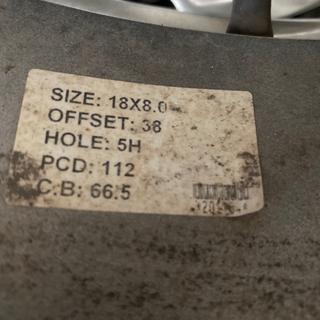 SIZE: 18X8.0
OFFSET: 38
HOLE: 5H
PCD: 112
C.B: 66.5